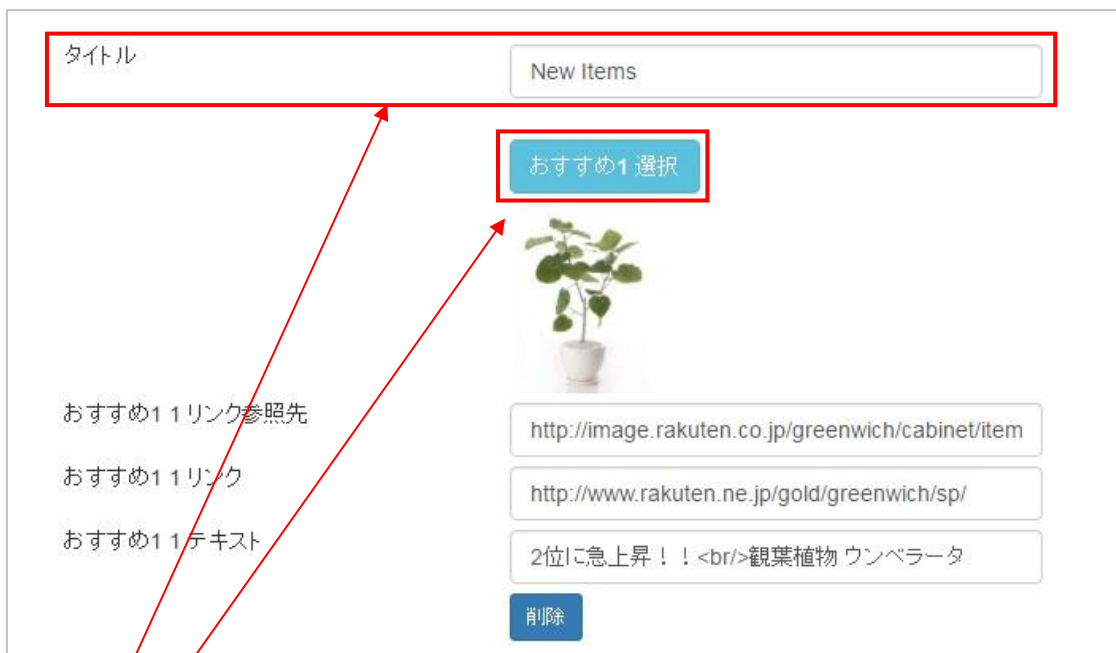 タイトル
New Items
おすすめ1 選択
おすすめ1 1リンク参照先
http://image.rakuten.co.jp/greenwich/cabinet/item
おすすめ1 1リンク
http://www.rakuten.ne.jp/gold/greenwich/sp/
おすすめ1 1テキスト
2位に急上昇！！<br/>観葉植物 ウンベラータ
削除